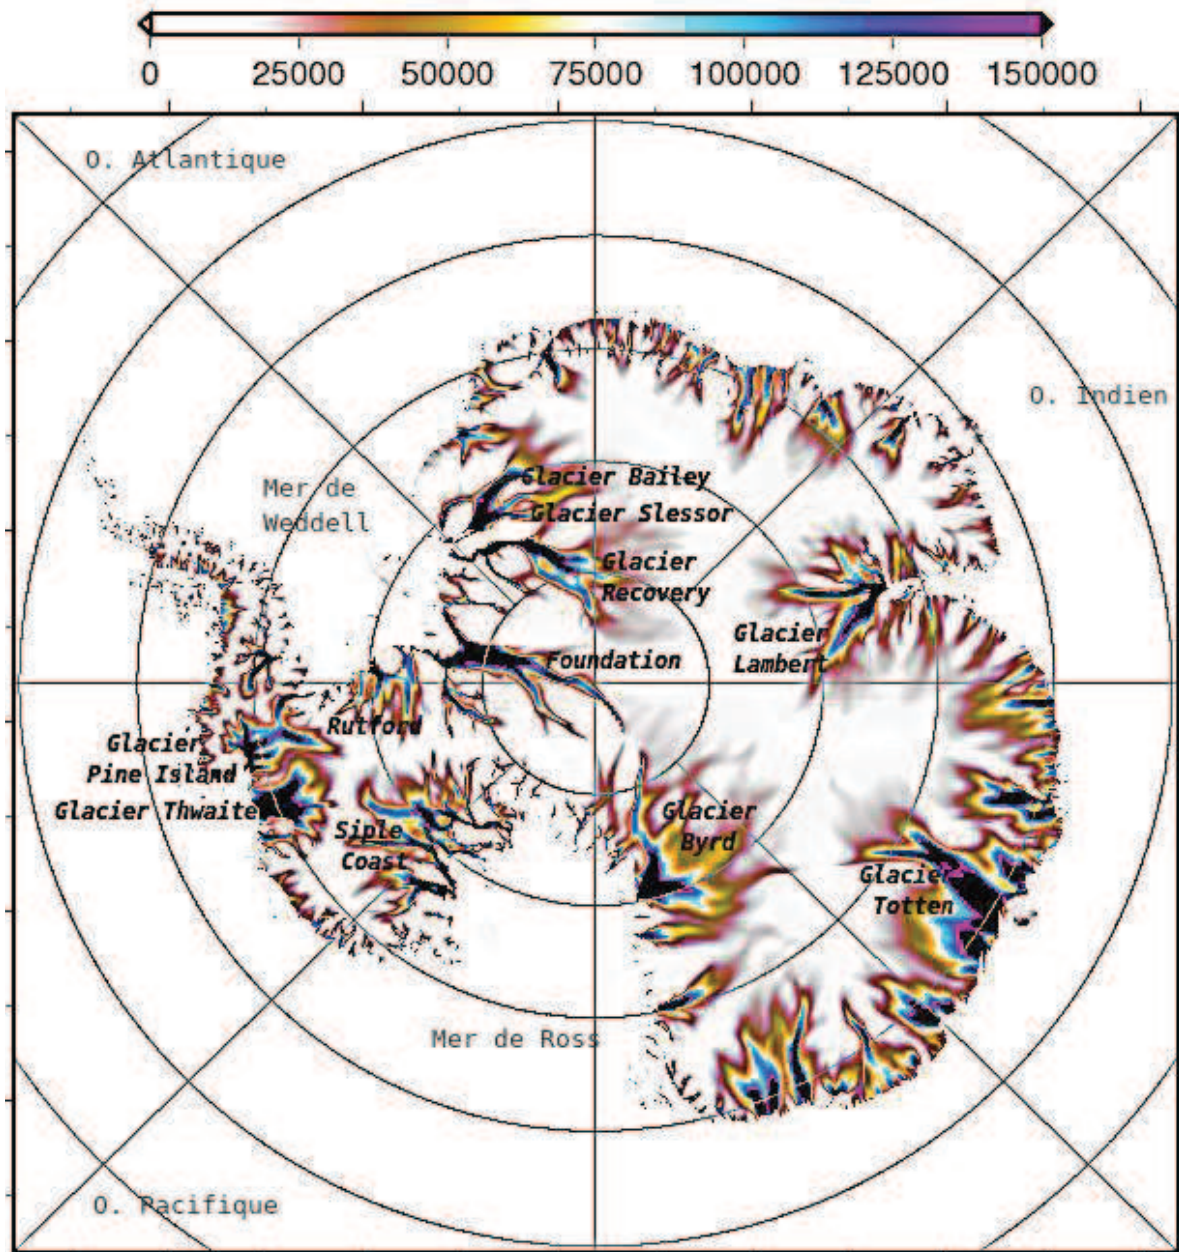 0 25000 50000 75000 100000 125000 150000
O. Atlantique
O. Indien
Mer de
Weddell
Glacier Bailey
Glacier Slessor
Glacier
Recovery
Glacier
Lambert
Foundation
Rutford
Glacier
Pine Island
Glacier Thwaite
Siple
Coast
Glacier
Byrd
Glacier
Totten
Mer de Ross
O. Pacifique